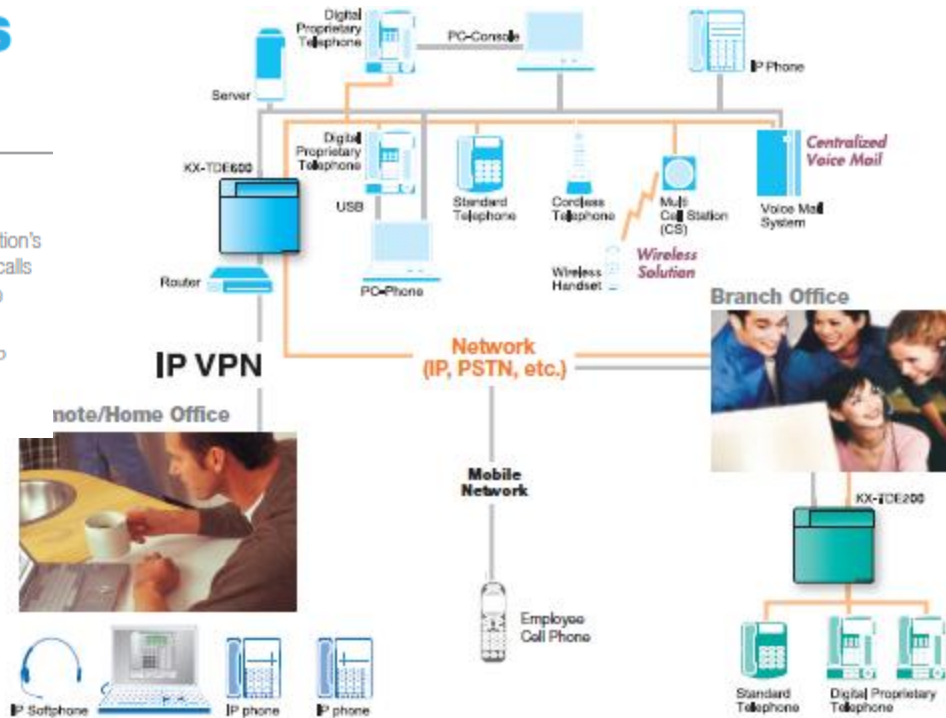 s
Digital
Proprietary
Telephone
PC-Console
IP Phone
Server
KX-TDE600
Digital
Proprietary
Telephone
USB
Standard
Telephone
Cordless
Telephone
Multi
Cell Station
(CS)
Centralized
Voice Mail
Voice Mail
System
PC-Phone
Wireless
Handset
Wireless
Solution
tion's
calls
Router
Branch Office
IP VPN
Network
(IP, PSTN, etc.)
mote/Home Office
Mobile
Network
KX-TDE200
Employee
Cell Phone
IP Softphone
IP phone
IP phone
Standard
Telephone
Digital Proprietary
Telephone